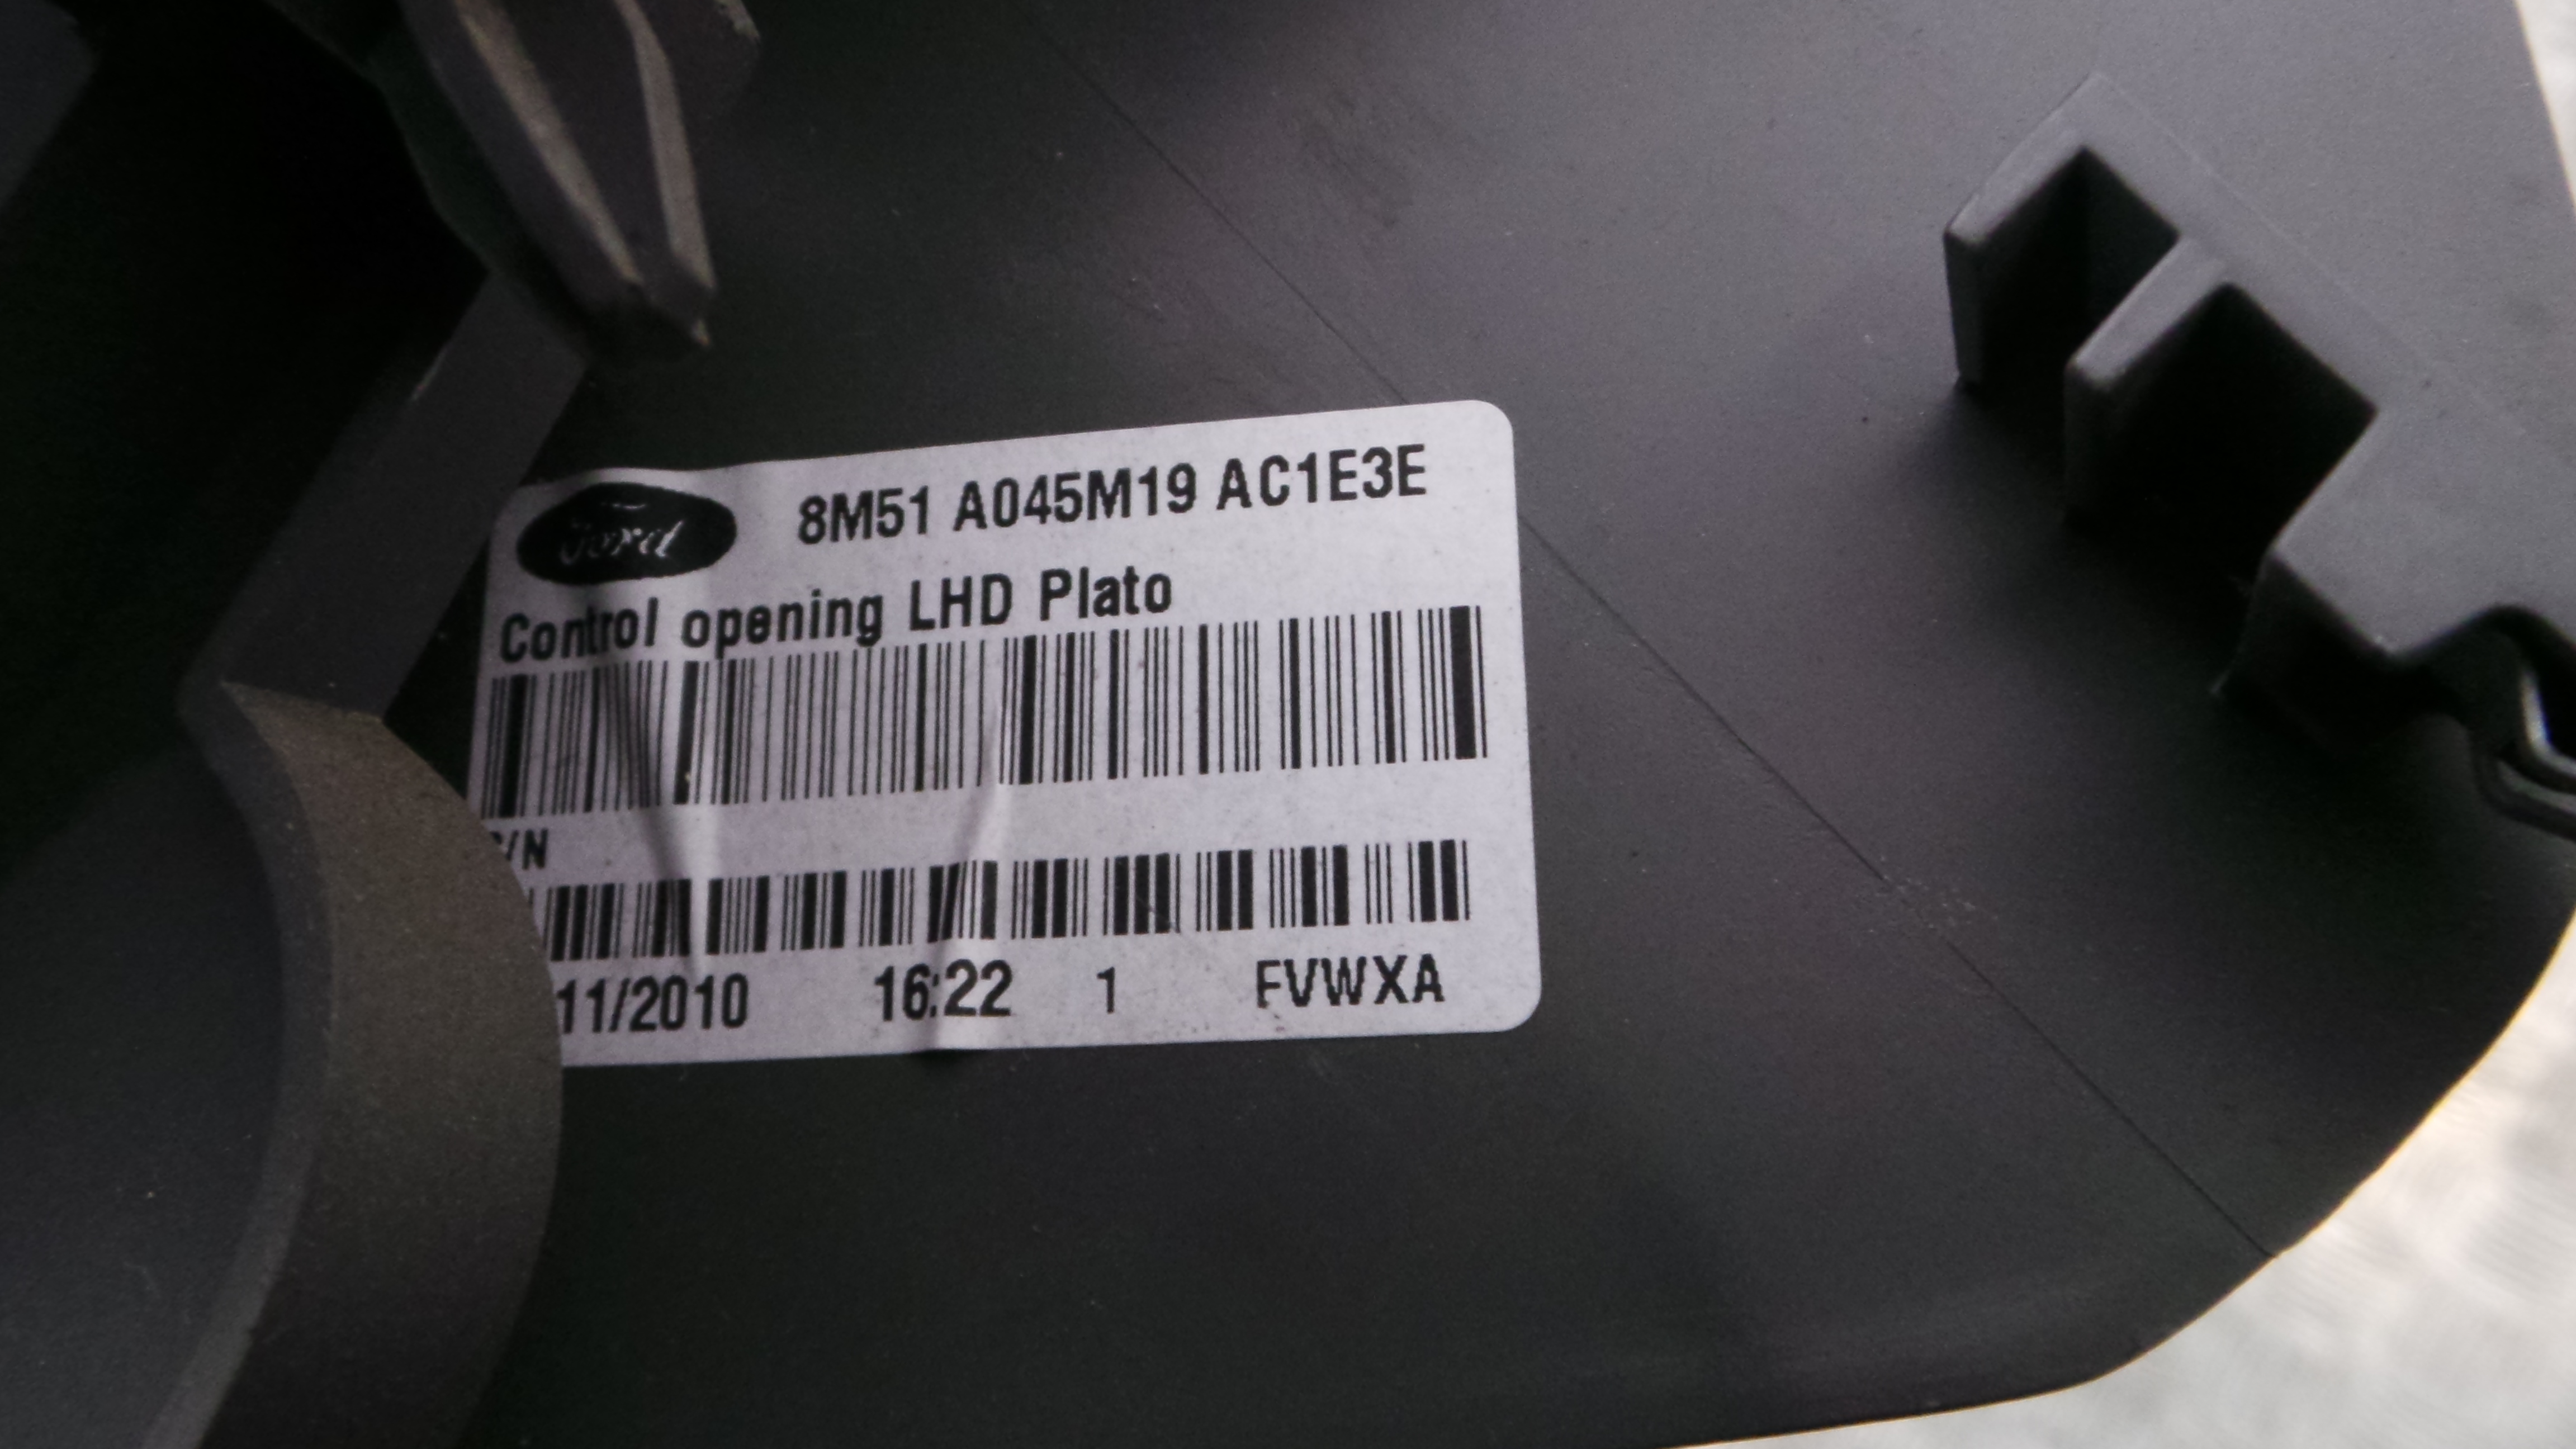 Ford
8M51 A045M19 AC1E3E
Control opening LHD Plato
/N
11/2010 16:22 1 FVWXA